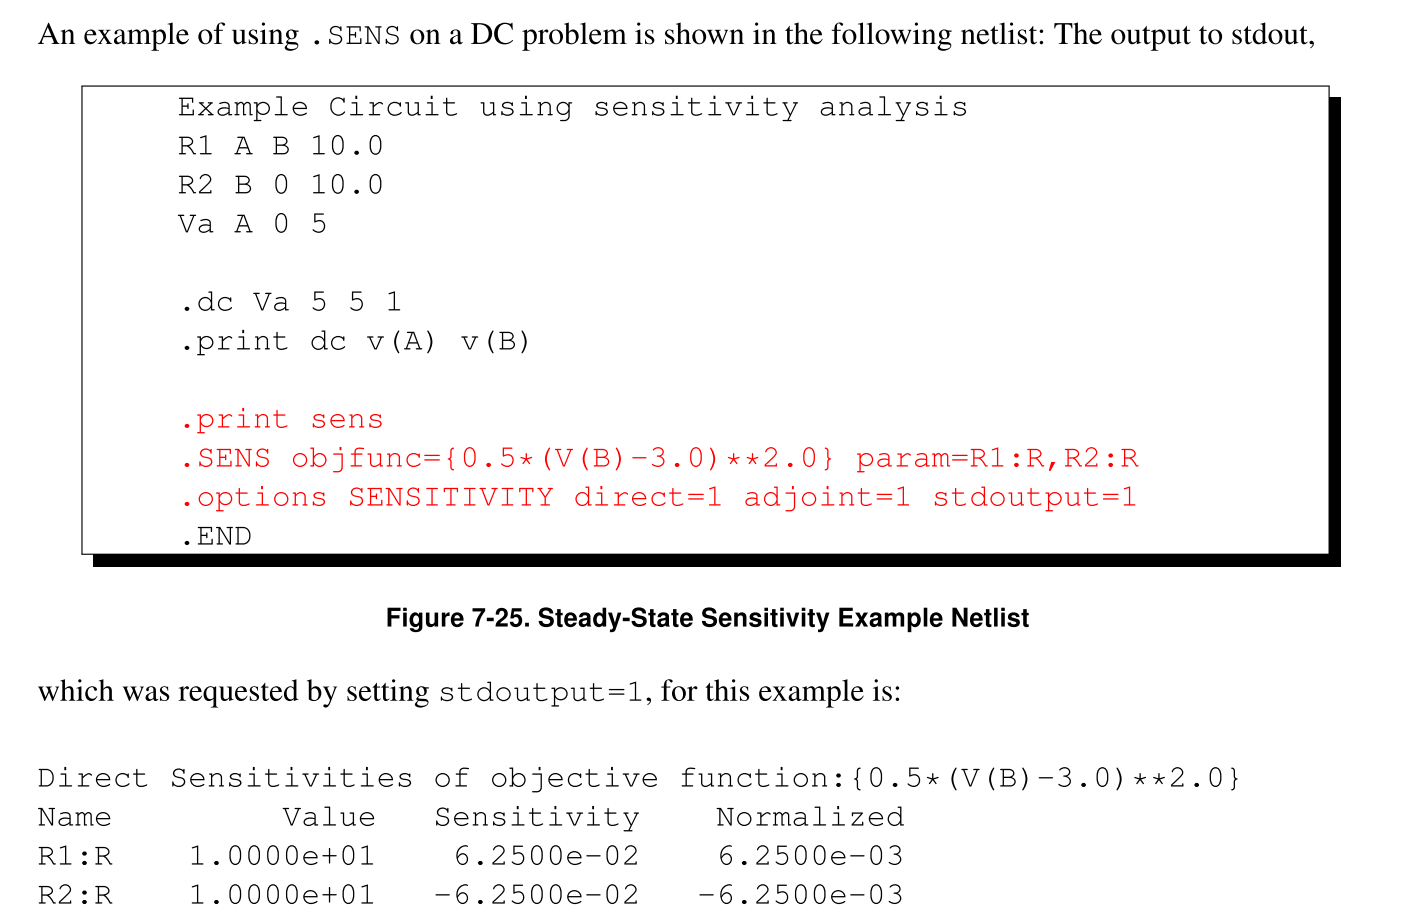 An example of using .SENS on a DC problem is shown in the following netlist: The output to stdout,
Example Circuit using sensitivity analysis
R1 A B 10.0
R2 B 0 10.0
Va A 0 5
.dc Va 5 5 1
.print dc v(A) v(B)
.print sens
.SENS objfunc={0.5*(V(B)-3.0)**2.0} param=R1:R,R2:R
.options SENSITIVITY direct=1 adjoint=1 stdoutput=1
.END
Figure 7-25. Steady-State Sensitivity Example Netlist
which was requested by setting stdoutput=1, for this example is:
Direct Sensitivities of objective function:{0.5*(V(B)-3.0)**2.0}
Name Value Sensitivity Normalized
R1:R 1.0000e+01 6.2500e-02 6.2500e-03
R2:R 1.0000e+01 -6.2500e-02 -6.2500e-03